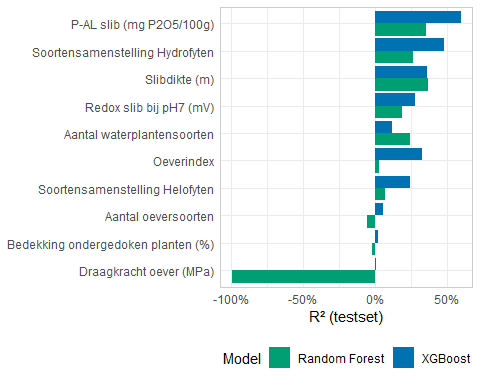 P-AL slib (mg P2O5/100g)
Soortensamenstelling Hydrofyten
Slibdikte (m)
Redox slib bij pH7 (mV)
Aantal waterplantensoorten
Oeverindex
Soortensamenstelling Helofyten
Aantal oeversoorten
Bedekking ondergedoken planten (%)
Draagkracht oever (MPa)
-100% -50% 0% 50%
R² (testset)
Model Random Forest XGBoost